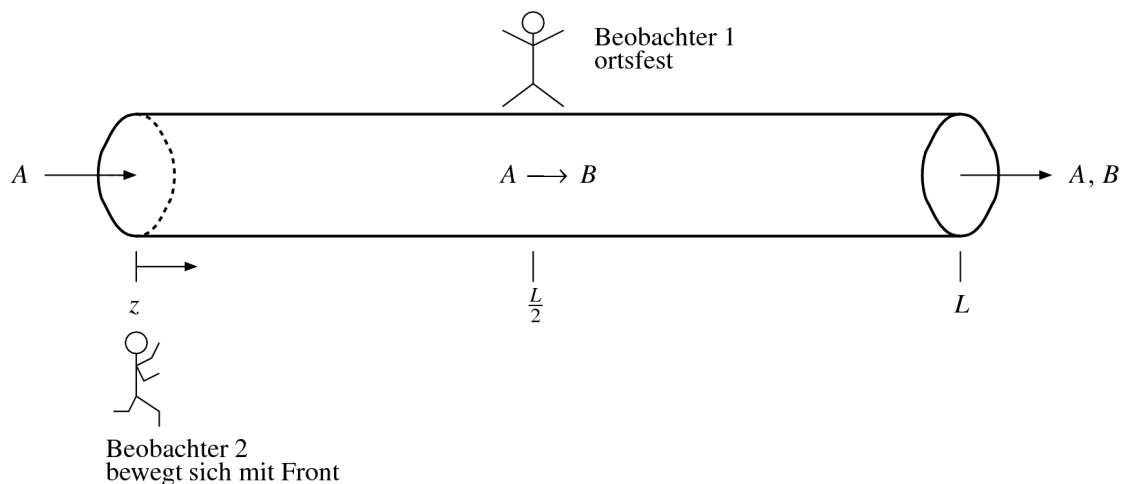 Beobachter 1
ortsfest
A
A → B
A, B
z
L/2
L
Beobachter 2
bewegt sich mit Front